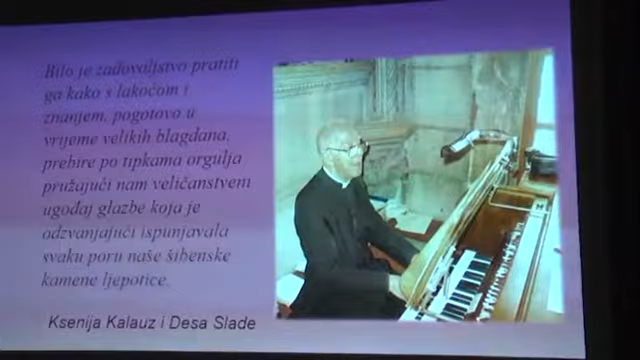 Bilo je zadovoljstvo pratiti
ga kako s lakoćom i
znanjem, pogotovo u
vrijeme velikih blagdana,
prebire po tipkama orgulja
pružajući nam veličanstveni
ugođaj glazbe koja je
odzvanjajući ispunjavala
svaku poru naše šibenske
kamene ljepotice.
Ksenija Kalauz i Desa Slade